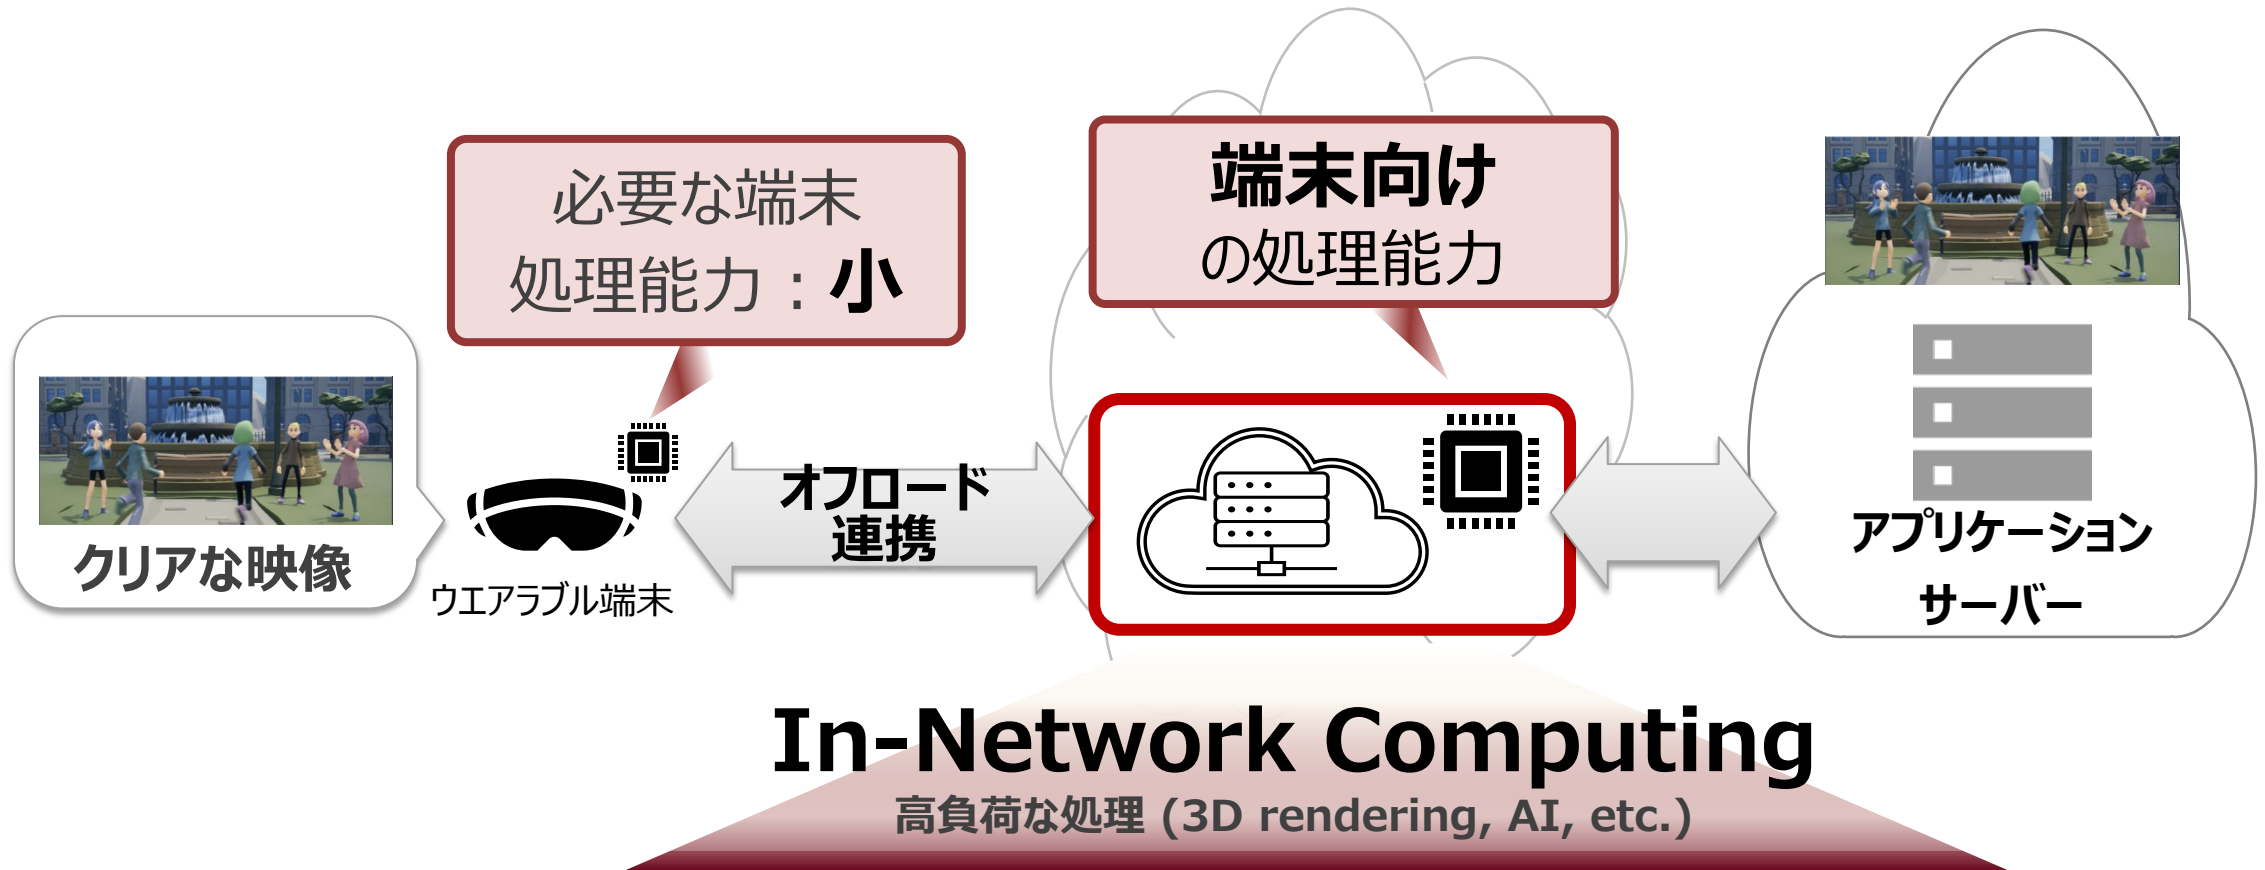 必要な端末
処理能力：小
端末向け
の処理能力
クリアな映像
ウエアラブル端末
オフロード
連携
アプリケーション
サーバー
In-Network Computing
高負荷な処理 (3D rendering, AI, etc.)